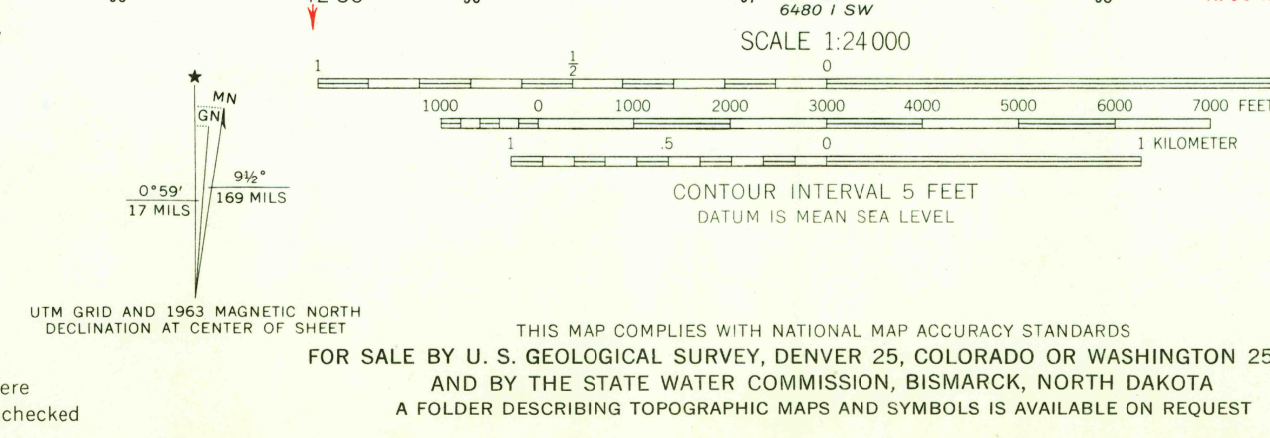 6480 I SW
SCALE 1:24 000
1 ½ 0
1000 0 1000 2000 3000 4000 5000 6000 7000 FEET
1 .5 0 1 KILOMETER
CONTOUR INTERVAL 5 FEET
DATUM IS MEAN SEA LEVEL
★
MN
GN
0°59′
17 MILS
9½°
169 MILS
UTM GRID AND 1963 MAGNETIC NORTH
DECLINATION AT CENTER OF SHEET
THIS MAP COMPLIES WITH NATIONAL MAP ACCURACY STANDARDS
FOR SALE BY U. S. GEOLOGICAL SURVEY, DENVER 25, COLORADO OR WASHINGTON 25
AND BY THE STATE WATER COMMISSION, BISMARCK, NORTH DAKOTA
A FOLDER DESCRIBING TOPOGRAPHIC MAPS AND SYMBOLS IS AVAILABLE ON REQUEST
ere
checked